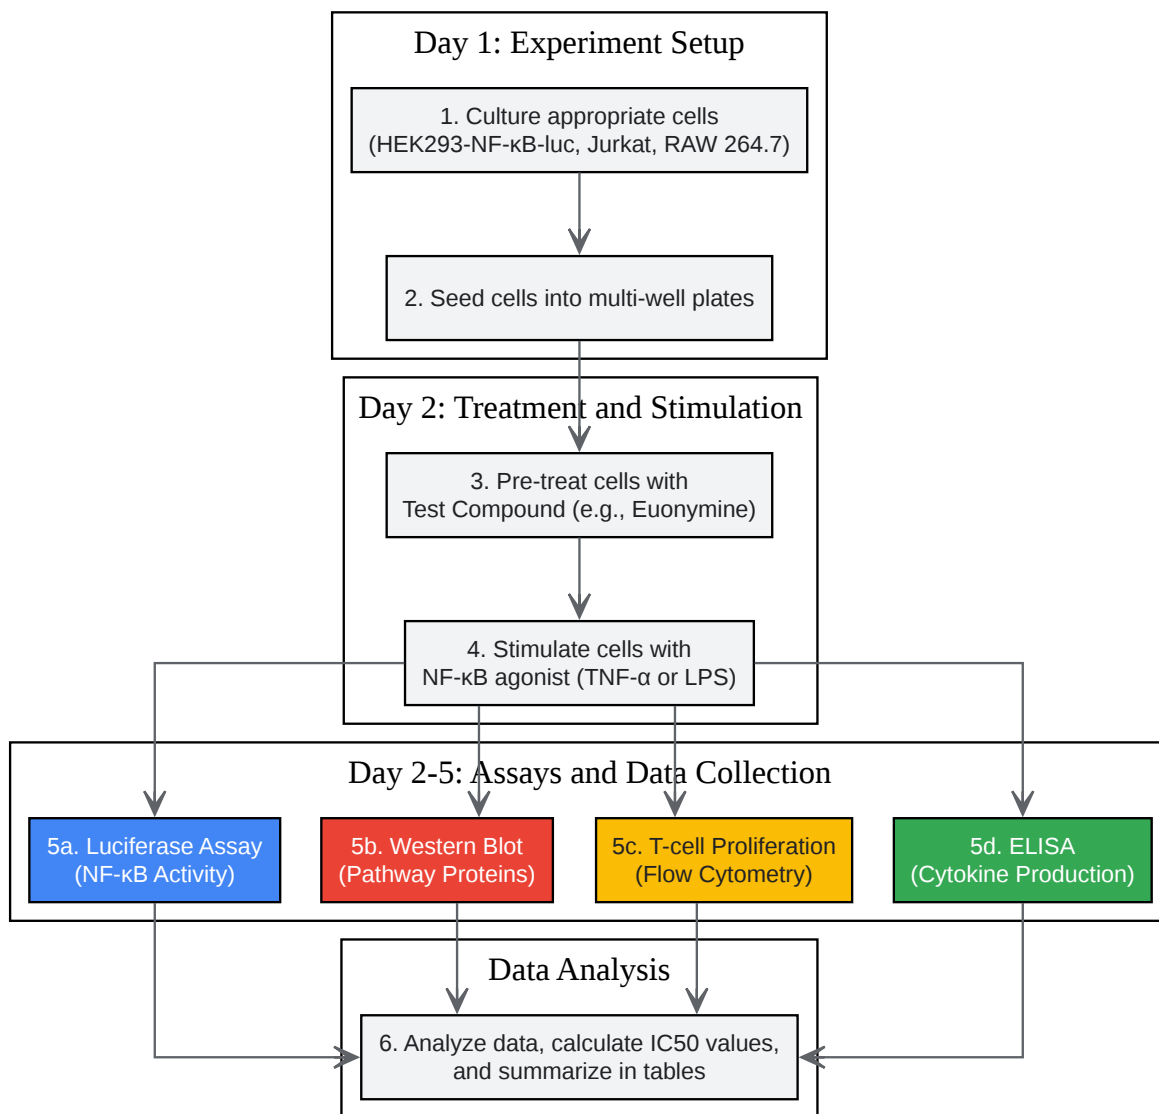 Day 1: Experiment Setup
1. Culture appropriate cells
(HEK293-NF-κB-luc, Jurkat, RAW 264.7)
2. Seed cells into multi-well plates
Day 2: Treatment and Stimulation
3. Pre-treat cells with
Test Compound (e.g., Euonymine)
4. Stimulate cells with
NF-κB agonist (TNF-α or LPS)
Day 2-5: Assays and Data Collection
5a. Luciferase Assay
(NF-κB Activity)
5b. Western Blot
(Pathway Proteins)
5c. T-cell Proliferation
(Flow Cytometry)
5d. ELISA
(Cytokine Production)
Data Analysis
6. Analyze data, calculate IC50 values,
and summarize in tables